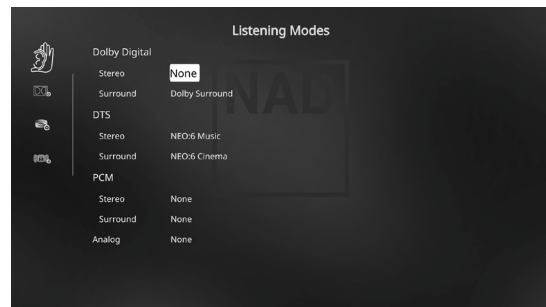 Listening Modes
Dolby Digital
Stereo None
Surround Dolby Surround
DTS
Stereo NEO:6 Music
Surround NEO:6 Cinema
PCM
Stereo None
Surround None
Analog None
NAD